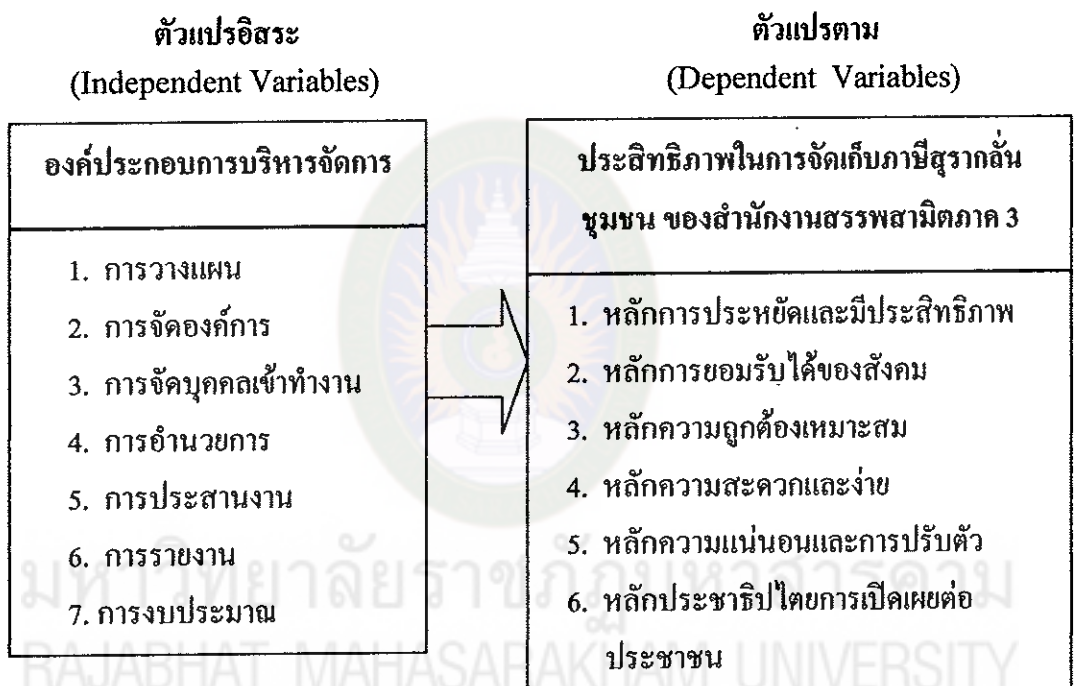 ตัวแปรอิสระ
(Independent Variables)
องค์ประกอบการบริหารจัดการ
1. การวางแผน
2. การจัดองค์การ
3. การจัดบุคคลเข้าทำงาน
4. การอำนวยการ
5. การประสานงาน
6. การรายงาน
7. การงบประมาณ
ตัวแปรตาม
(Dependent Variables)
ประสิทธิภาพในการจัดเก็บภาษีสุรากลั่น
ชุมชน ของสำนักงานสรรพสามิตภาค 3
1. หลักการประหยัดและมีประสิทธิภาพ
2. หลักการยอมรับได้ของสังคม
3. หลักความถูกต้องเหมาะสม
4. หลักความสะดวกและง่าย
5. หลักความแน่นอนและการปรับตัว
6. หลักประชาธิปไตยการเปิดเผยต่อ
ประชาชน
มหาวิทยาลัยราชภัฏมหาสารคาม
RAJABHAT MAHASARAKHAM UNIVERSITY